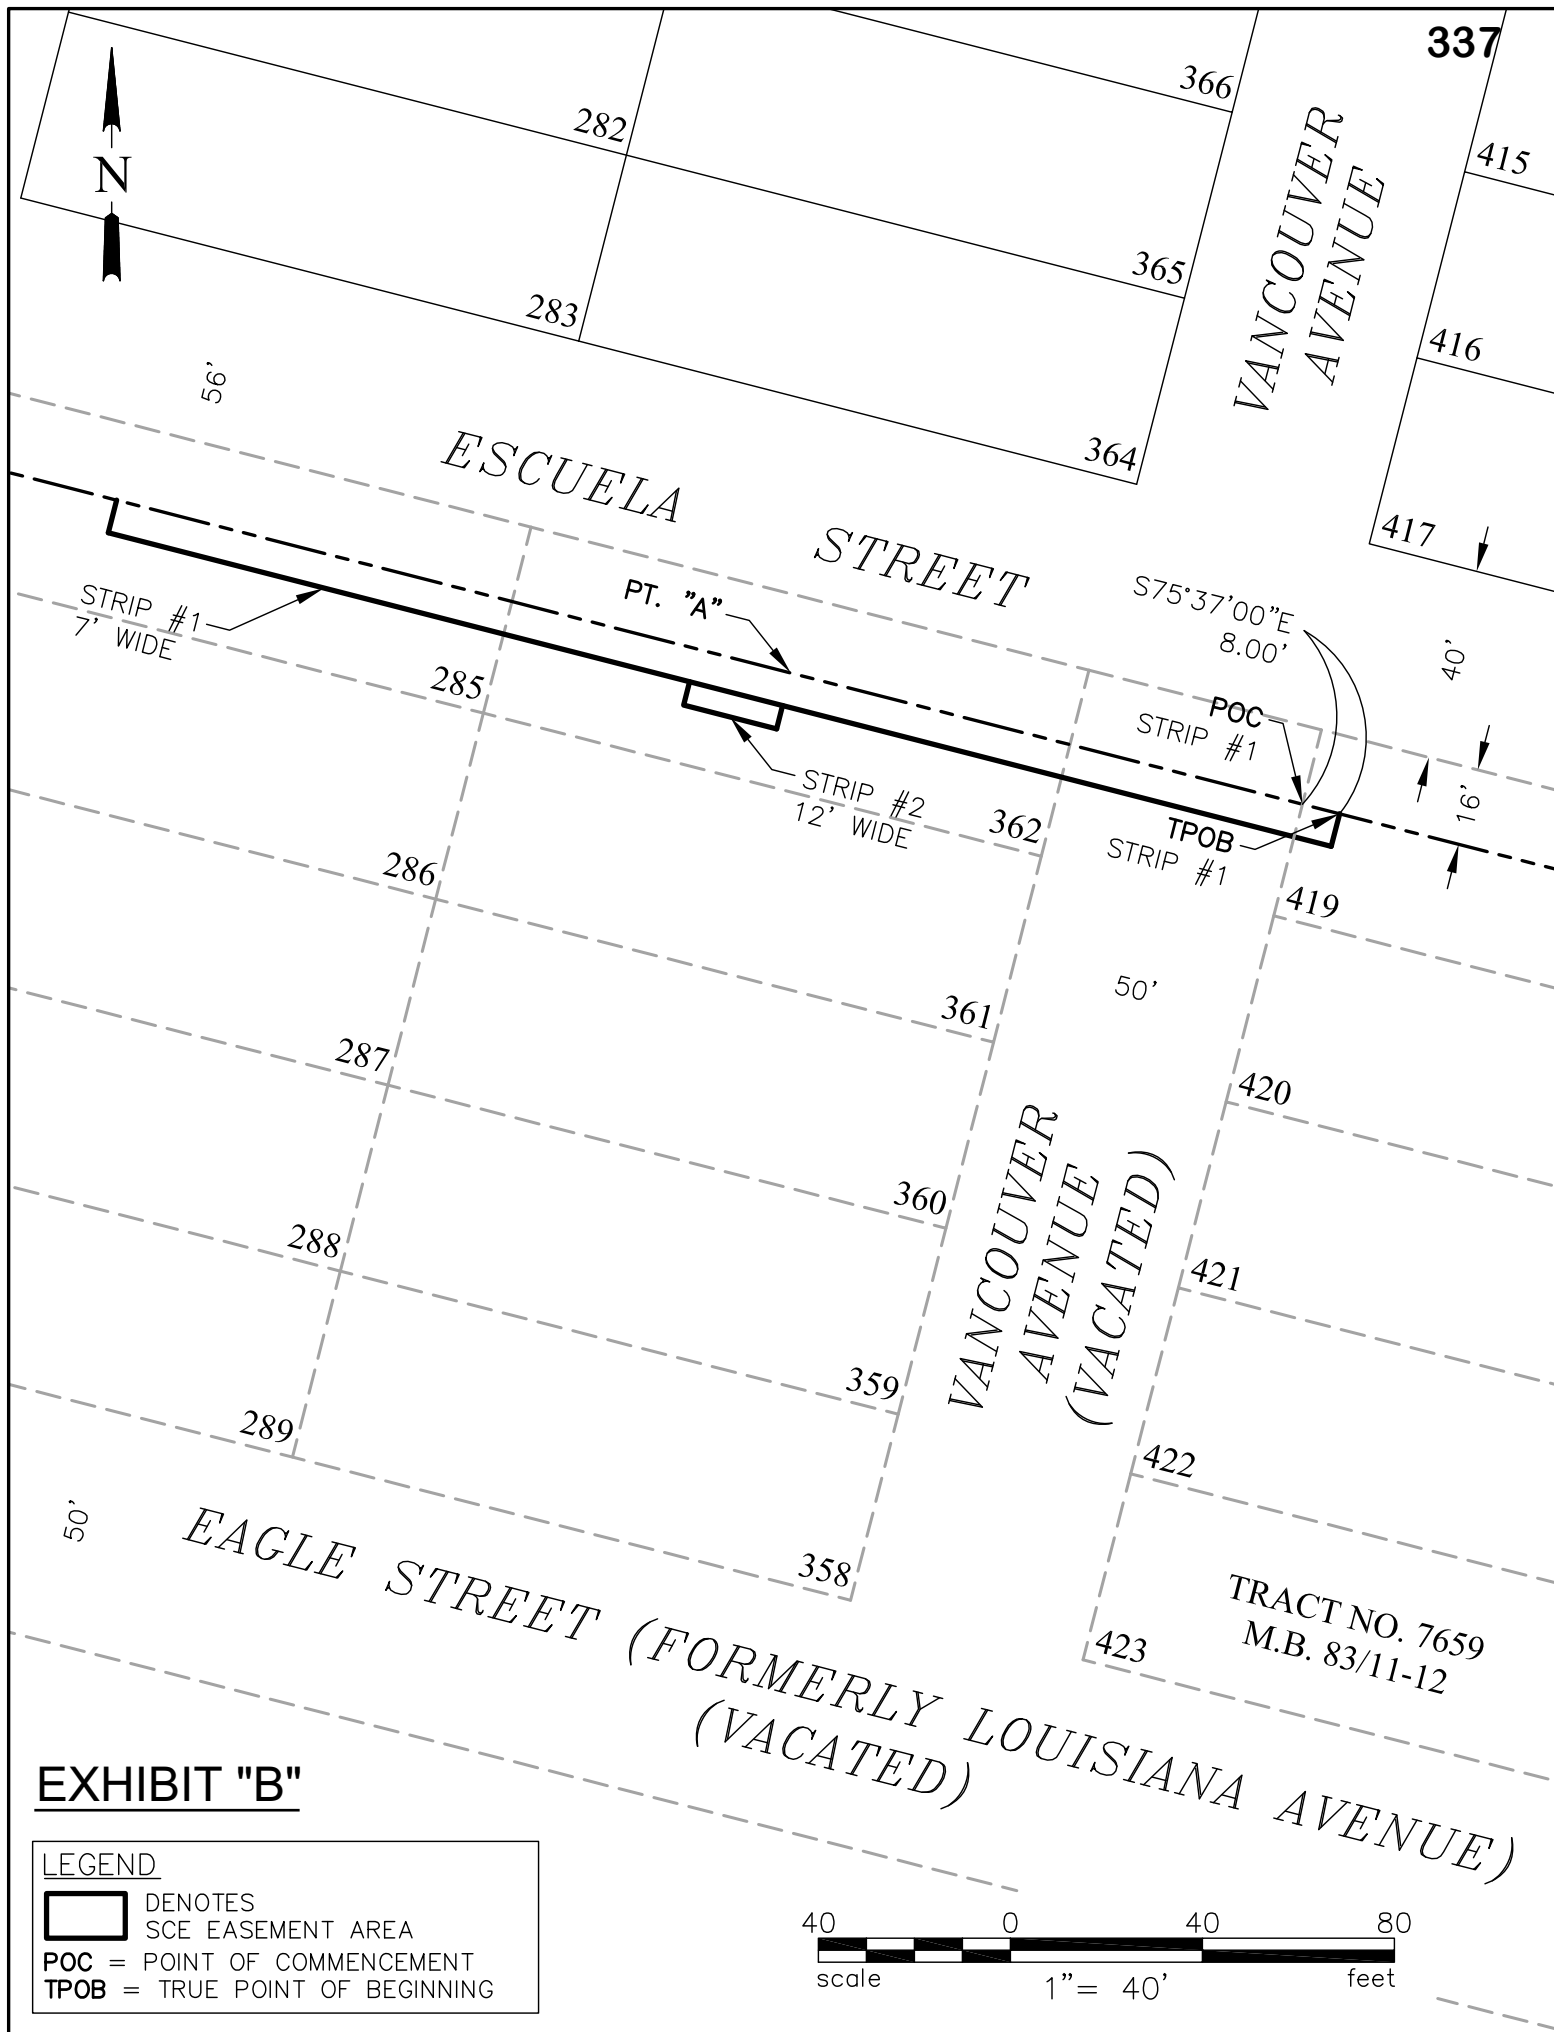 337
366
VANCOUVER
AVENUE
282
415
N
365
283
416
56'
364
ESCUELA STREET
417
S75°37'00"E
8.00'
40'
PT. "A"
STRIP #1
7' WIDE
285
POC
STRIP #1
STRIP #2
12' WIDE
16'
362
TPOB
STRIP #1
286
419
361
50'
287
420
360
VANCOUVER
AVENUE
(VACATED)
288
421
359
289
422
50'
358
EAGLE STREET (FORMERLY LOUISIANA AVENUE)
(VACATED)
423
TRACT NO. 7659
M.B. 83/11-12
EXHIBIT "B"
LEGEND
DENOTES
SCE EASEMENT AREA
POC = POINT OF COMMENCEMENT
TPOB = TRUE POINT OF BEGINNING
40 0 40 80
scale 1"= 40' feet